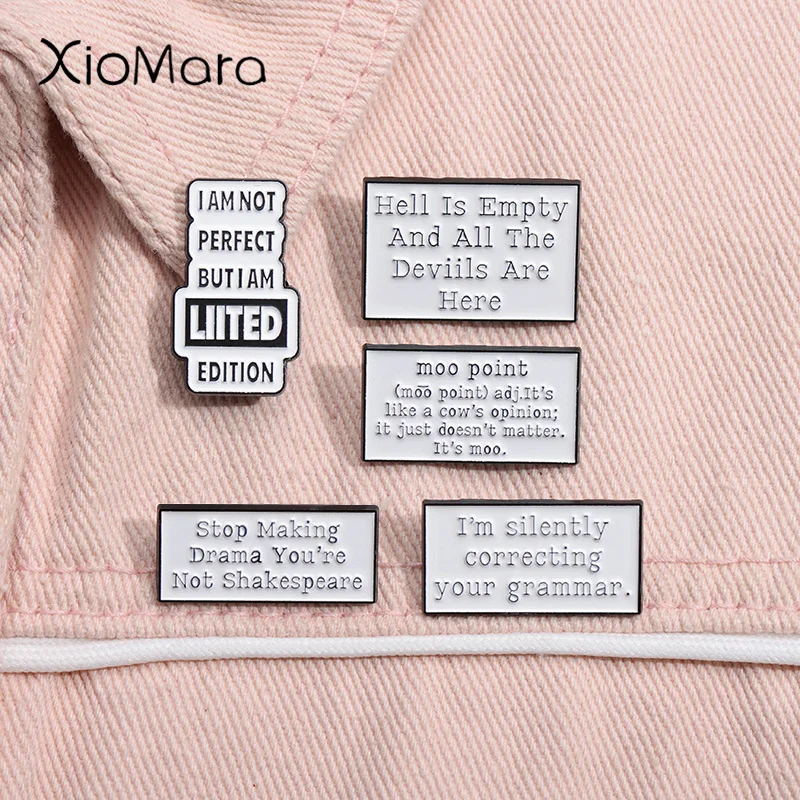 XioMara
I AM NOT
PERFECT
BUT I AM
LIITED
EDITION
Hell Is Empty
And All The
Deviils Are
Here
moo point
(mo͞o point) adj.It's
like a cow's opinion;
it just doesn't matter.
It's moo.
Stop Making
Drama You're
Not Shakespeare
I'm silently
correcting
your grammar.